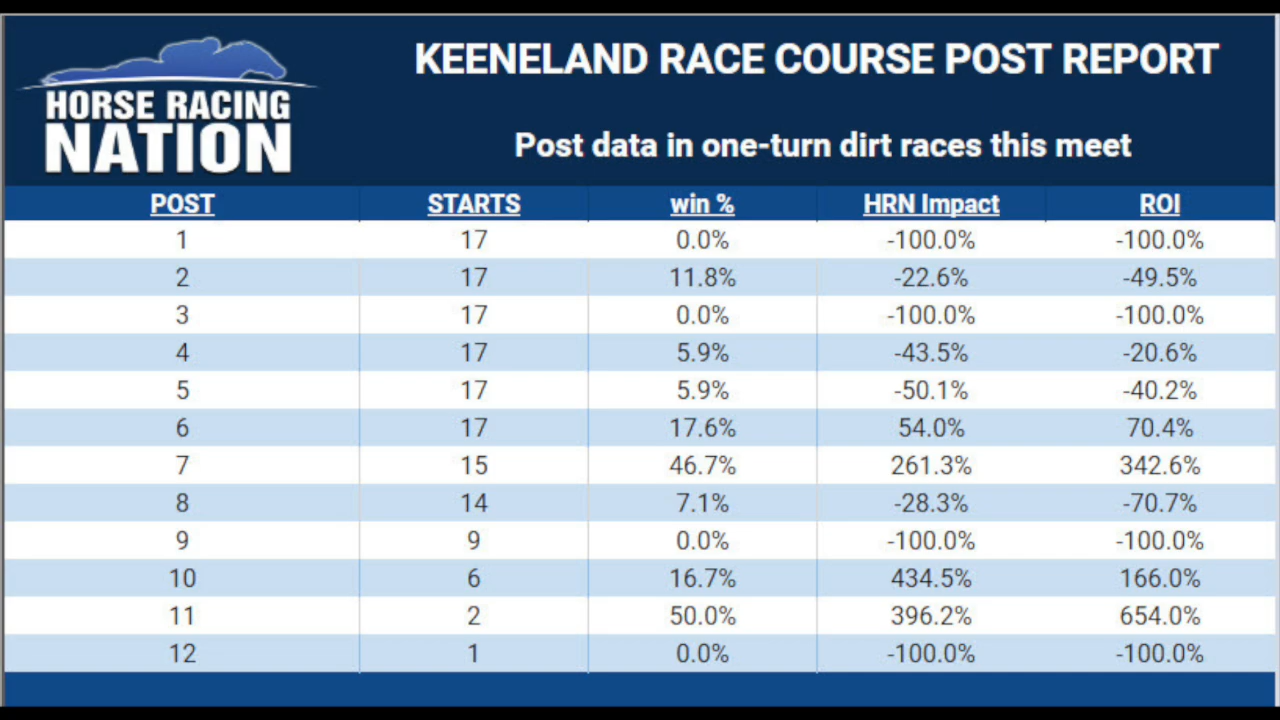 HORSE RACING
NATION
KEENELAND RACE COURSE POST REPORT
Post data in one-turn dirt races this meet
POST STARTS win % HRN Impact ROI
1 17 0.0% -100.0% -100.0%
2 17 11.8% -22.6% -49.5%
3 17 0.0% -100.0% -100.0%
4 17 5.9% -43.5% -20.6%
5 17 5.9% -50.1% -40.2%
6 17 17.6% 54.0% 70.4%
7 15 46.7% 261.3% 342.6%
8 14 7.1% -28.3% -70.7%
9 9 0.0% -100.0% -100.0%
10 6 16.7% 434.5% 166.0%
11 2 50.0% 396.2% 654.0%
12 1 0.0% -100.0% -100.0%